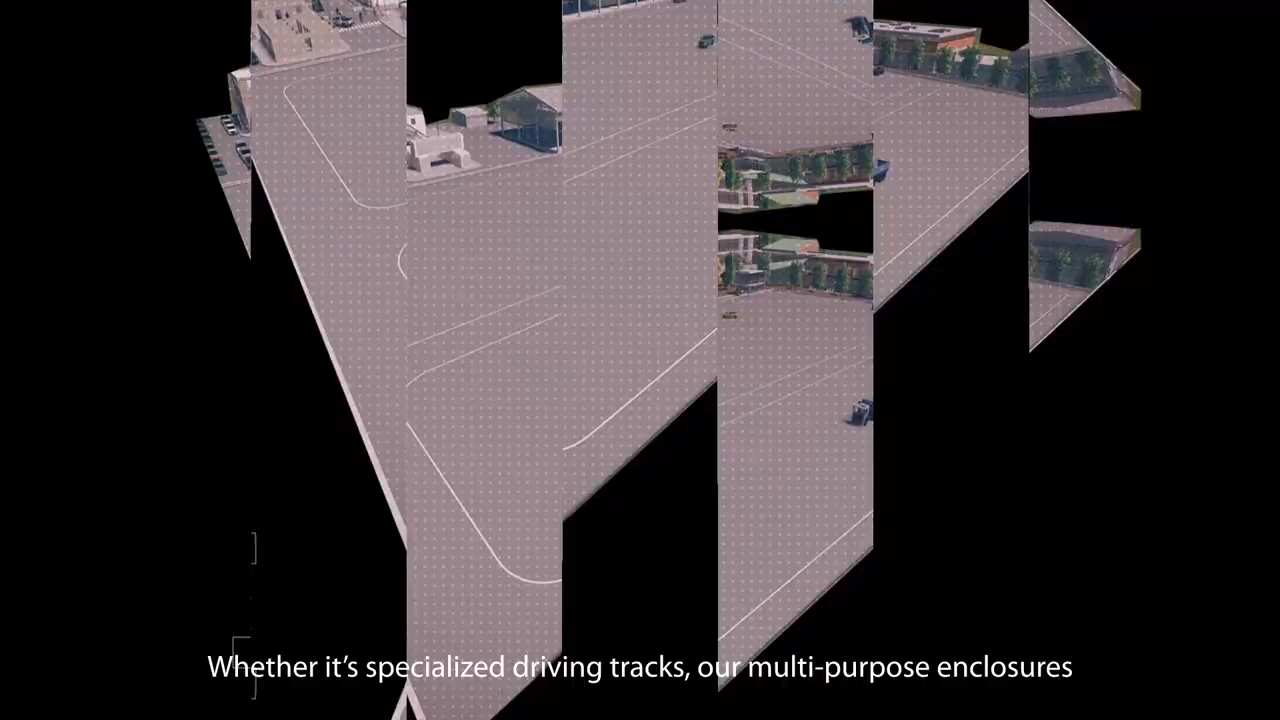 Whether it’s specialized driving tracks, our multi-purpose enclosures